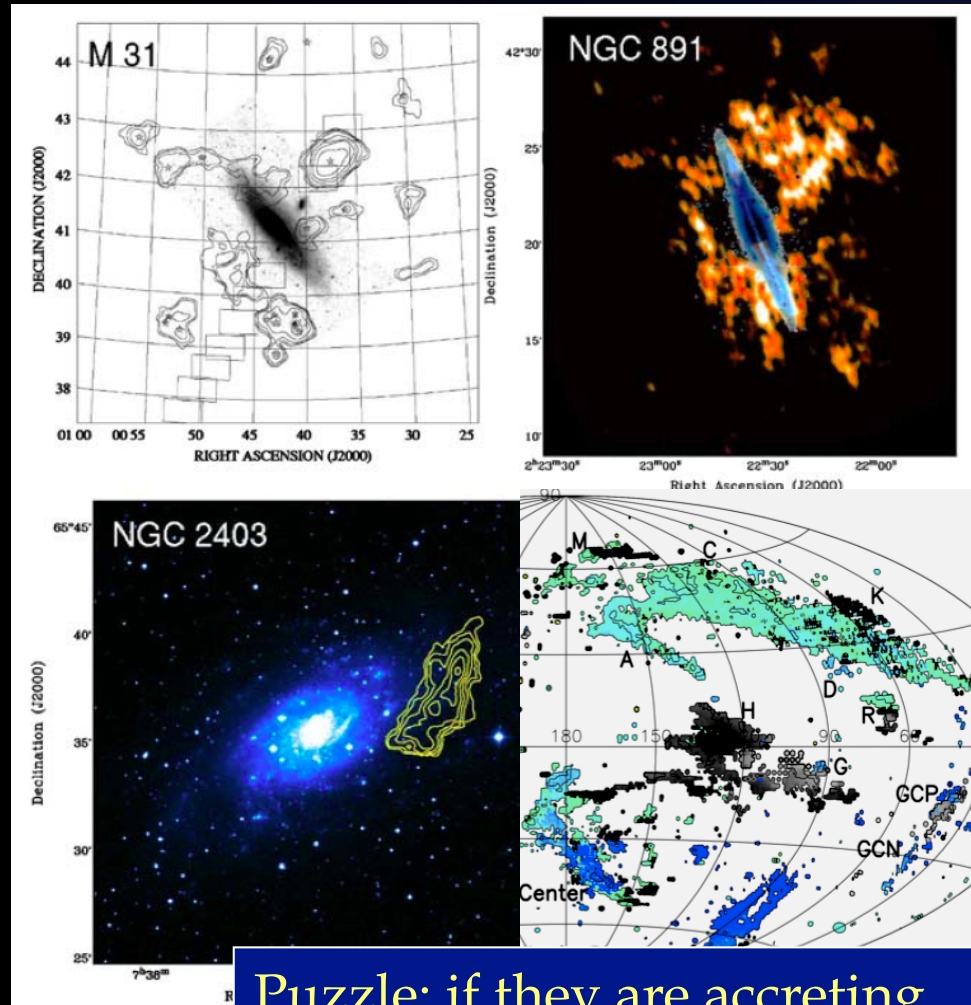 M 31
44
43
42
41
40
39
38
DECLINATION (J2000)
01 00 00 55 50 45 40 35 30 25
RIGHT ASCENSION (J2000)
NGC 891
42°30'
25'
20'
15'
10'
Declination (J2000)
2ʰ23ᵐ30ˢ 23ᵐ00ˢ 22ᵐ30ˢ 22ᵐ00ˢ
Right Ascension (J2000)
NGC 2403
65°45'
40'
35'
30'
25'
Declination (J2000)
7ʰ38ᵐ
R
90
M
C
K
A
D
R
H
180 150 90 60
G
GCP
GCN
Center
Puzzle: if they are accreting